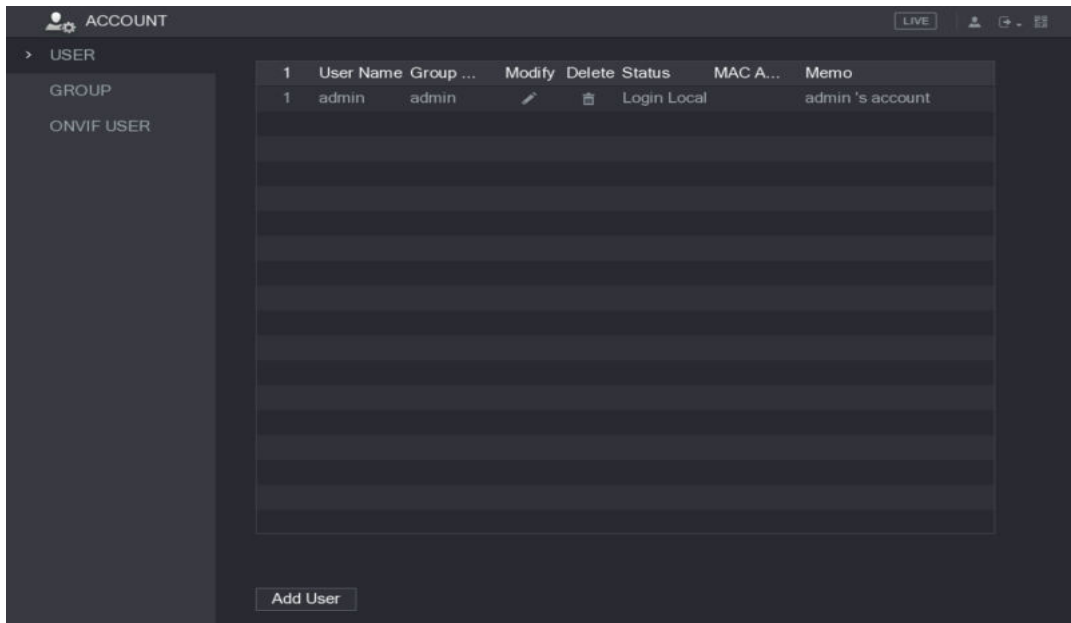 ACCOUNT
LIVE
USER
GROUP
ONVIF USER
1 User Name Group ... Modify Delete Status MAC A... Memo
1 admin admin Login Local admin 's account
Add User